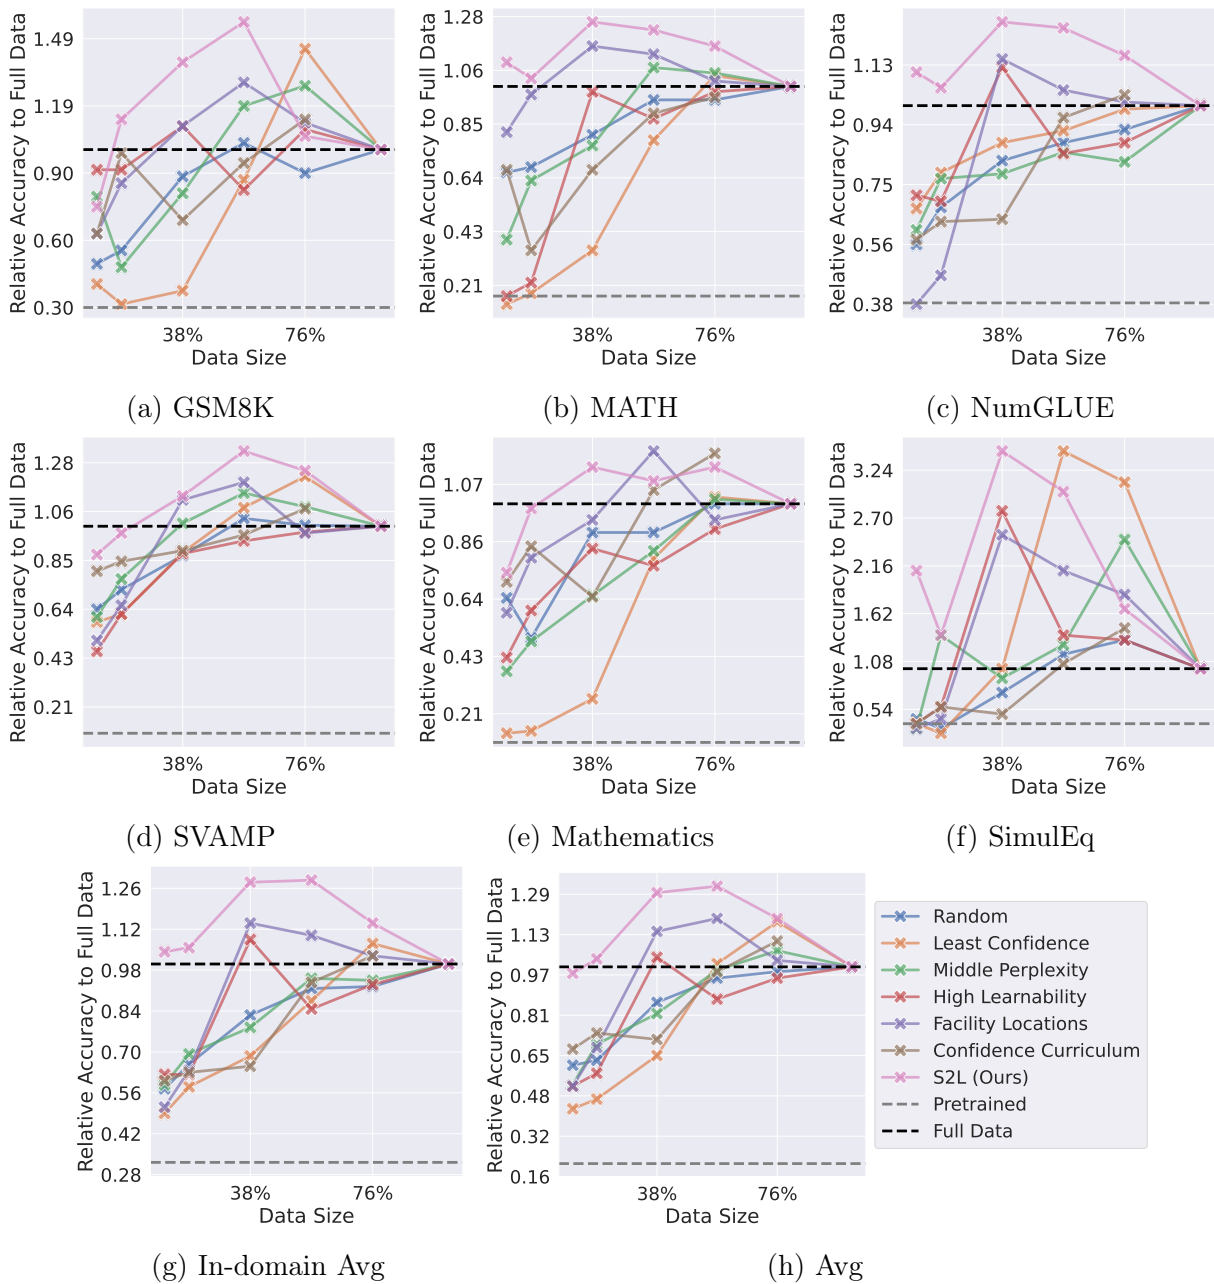 Relative Accuracy to Full Data
1.49
1.19
0.90
0.60
0.30
38%
76%
Data Size
(a) GSM8K
Relative Accuracy to Full Data
1.28
1.06
0.85
0.64
0.43
0.21
38%
76%
Data Size
(b) MATH
Relative Accuracy to Full Data
1.13
0.94
0.75
0.56
0.38
38%
76%
Data Size
(c) NumGLUE
Relative Accuracy to Full Data
1.28
1.06
0.85
0.64
0.43
0.21
38%
76%
Data Size
(d) SVAMP
Relative Accuracy to Full Data
1.07
0.86
0.64
0.43
0.21
38%
76%
Data Size
(e) Mathematics
Relative Accuracy to Full Data
3.24
2.70
2.16
1.62
1.08
0.54
38%
76%
Data Size
(f) SimulEq
Relative Accuracy to Full Data
1.26
1.12
0.98
0.84
0.70
0.56
0.42
0.28
38%
76%
Data Size
(g) In-domain Avg
Relative Accuracy to Full Data
1.29
1.13
0.97
0.81
0.65
0.48
0.32
0.16
38%
76%
Data Size
(h) Avg
Random
Least Confidence
Middle Perplexity
High Learnability
Facility Locations
Confidence Curriculum
S2L (Ours)
Pretrained
Full Data